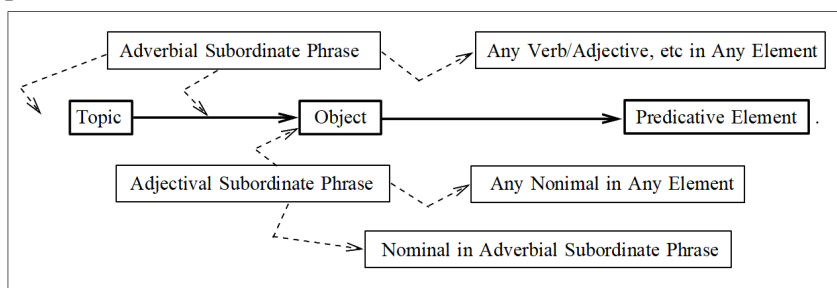 Adverbial Subordinate Phrase
Any Verb/Adjective, etc in Any Element
Topic
Object
Predicative Element .
Adjectival Subordinate Phrase
Any Nonimal in Any Element
Nominal in Adverbial Subordinate Phrase